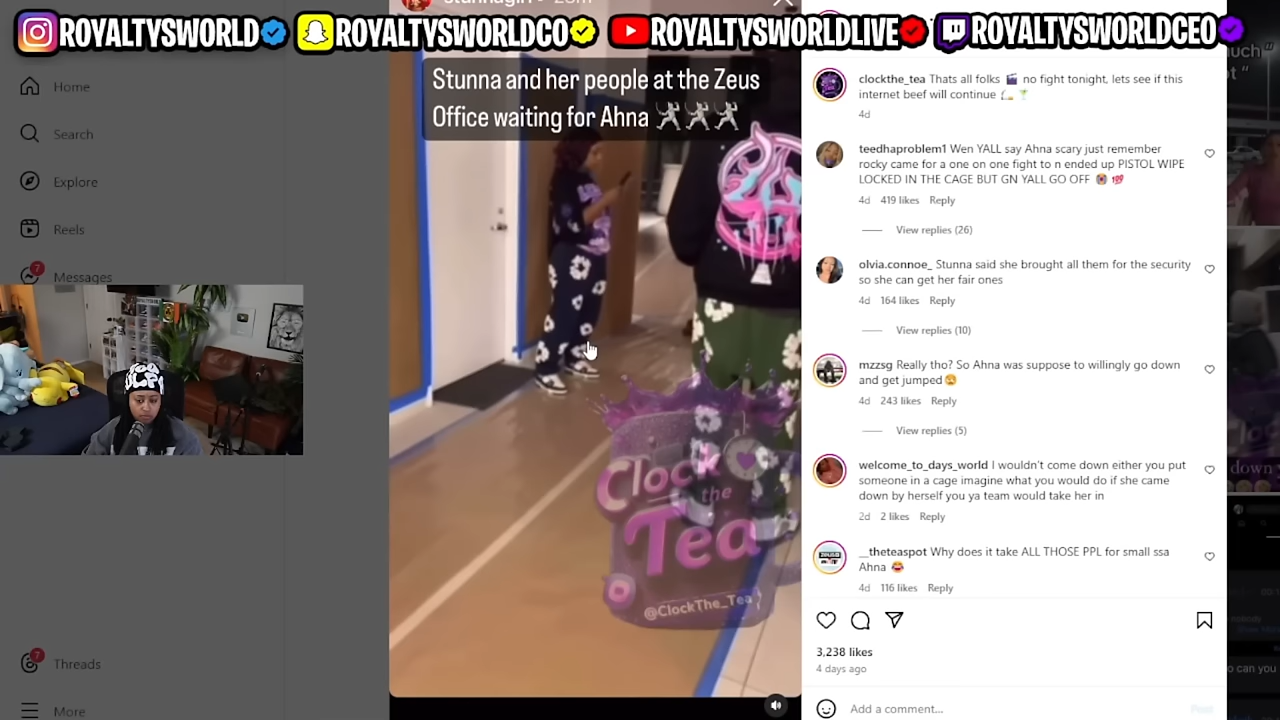 ROYALTYSWORLD
ROYALTYSWORLDCO
ROYALTYSWORLDLIVE
ROYALTYSWORLDCEO
Home
Search
Explore
Reels
7
Messages
7
Threads
More
Stunna and her people at the Zeus
Office waiting for Ahna
Clock
the
Tea
@ClockThe_Tea
clockthe_tea Thats all folks 🎬 no fight tonight, lets see if this
internet beef will continue
4d
teedhaproblem1 Wen YALL say Ahna scary just remember
rocky came for a one on one fight to n ended up PISTOL WIPE
LOCKED IN THE CAGE BUT GN YALL GO OFF 😭 💯
4d 419 likes Reply
View replies (26)
olvia.connoe_ Stunna said she brought all them for the security
so she can get her fair ones
4d 164 likes Reply
View replies (10)
mzzsg Really tho? So Ahna was suppose to willingly go down
and get jumped
4d 243 likes Reply
View replies (5)
welcome_to_days_world I wouldn't come down either you put
someone in a cage imagine what you would do if she came
down by herself you ya team would take her in
2d 2 likes Reply
__theteaspot Why does it take ALL THOSE PPL for small ssa
Ahna 😂
4d 116 likes Reply
3,238 likes
4 days ago
Add a comment...
Post
down